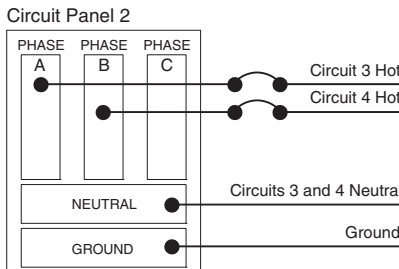 Circuit Panel 2
PHASE PHASE PHASE
A B C
Circuit 3 Hot
Circuit 4 Hot
NEUTRAL
Circuits 3 and 4 Neutra
GROUND
Ground